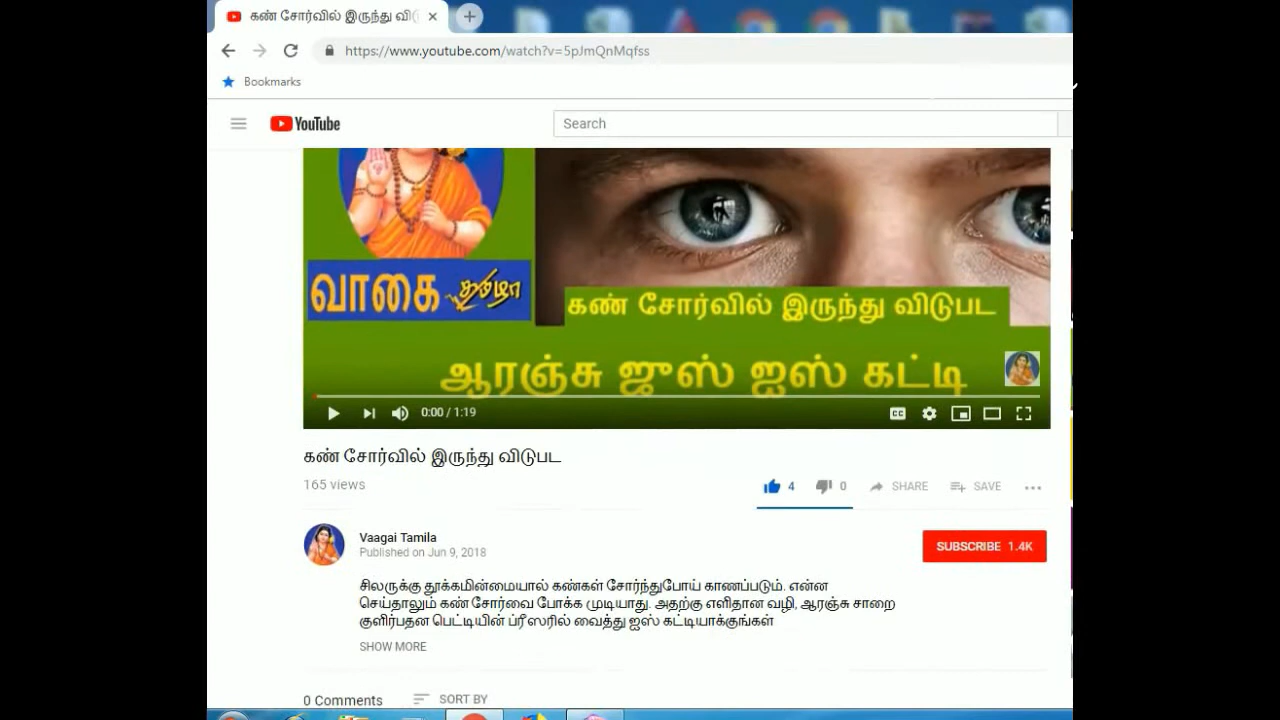 கண் சோர்வில் இருந்து விடு
https://www.youtube.com/watch?v=5pJmQnMqfss
Bookmarks
YouTube
Search
வாகை தமிழா
கண் சோர்வில் இருந்து விடுபட
ஆரஞ்சு ஜுஸ் ஐஸ் கட்டி
0:00 / 1:19
CC
கண் சோர்வில் இருந்து விடுபட
165 views
4 0 SHARE SAVE
Vaagai Tamila
Published on Jun 9, 2018
SUBSCRIBE 1.4K
சிலருக்கு தூக்கமின்மையால் கண்கள் சோர்ந்துபோய் காணப்படும். என்ன
செய்தாலும் கண் சோர்வை போக்க முடியாது. அதற்கு எளிதான வழி, ஆரஞ்சு சாறை
குளிர்பதன பெட்டியின் ப்ரீஸரில் வைத்து ஐஸ் கட்டியாக்குங்கள்
SHOW MORE
0 Comments SORT BY